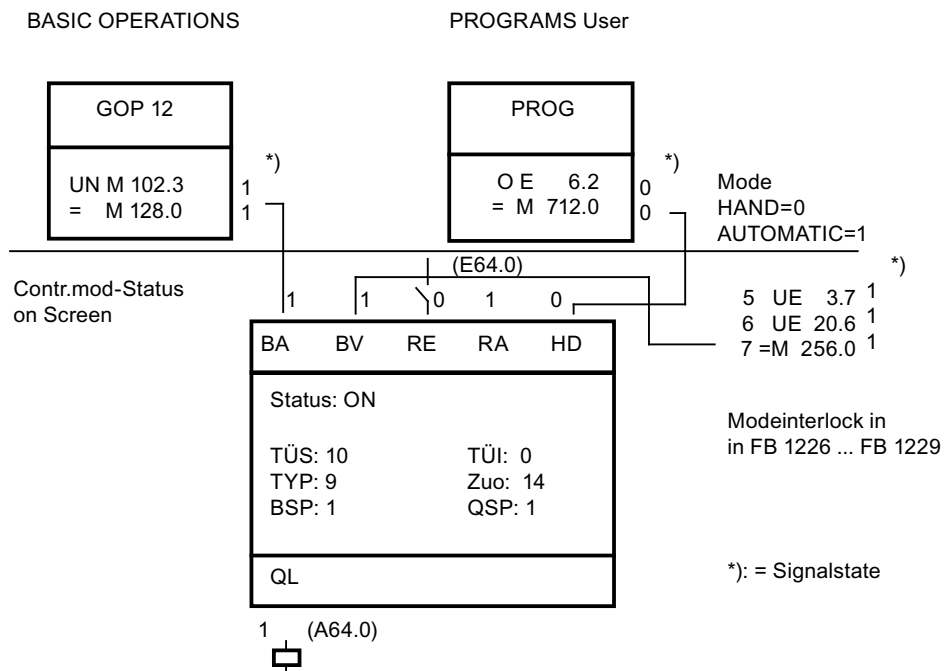 BASIC OPERATIONS
PROGRAMS User
GOP 12
PROG
*)
*)
UN M 102.3 1
= M 128.0 1
O E 6.2 0
= M 712.0 0
Mode
HAND=0
AUTOMATIC=1
(E64.0)
*)
Contr.mod-Status
on Screen
1 1 0 1 0
5 UE 3.7 1
6 UE 20.6 1
7 =M 256.0 1
BA BV RE RA HD
Status: ON
TÜS: 10 TÜI: 0
TYP: 9 Zuo: 14
BSP: 1 QSP: 1
Modeinterlock in
in FB 1226 ... FB 1229
QL
*): = Signalstate
1 (A64.0)